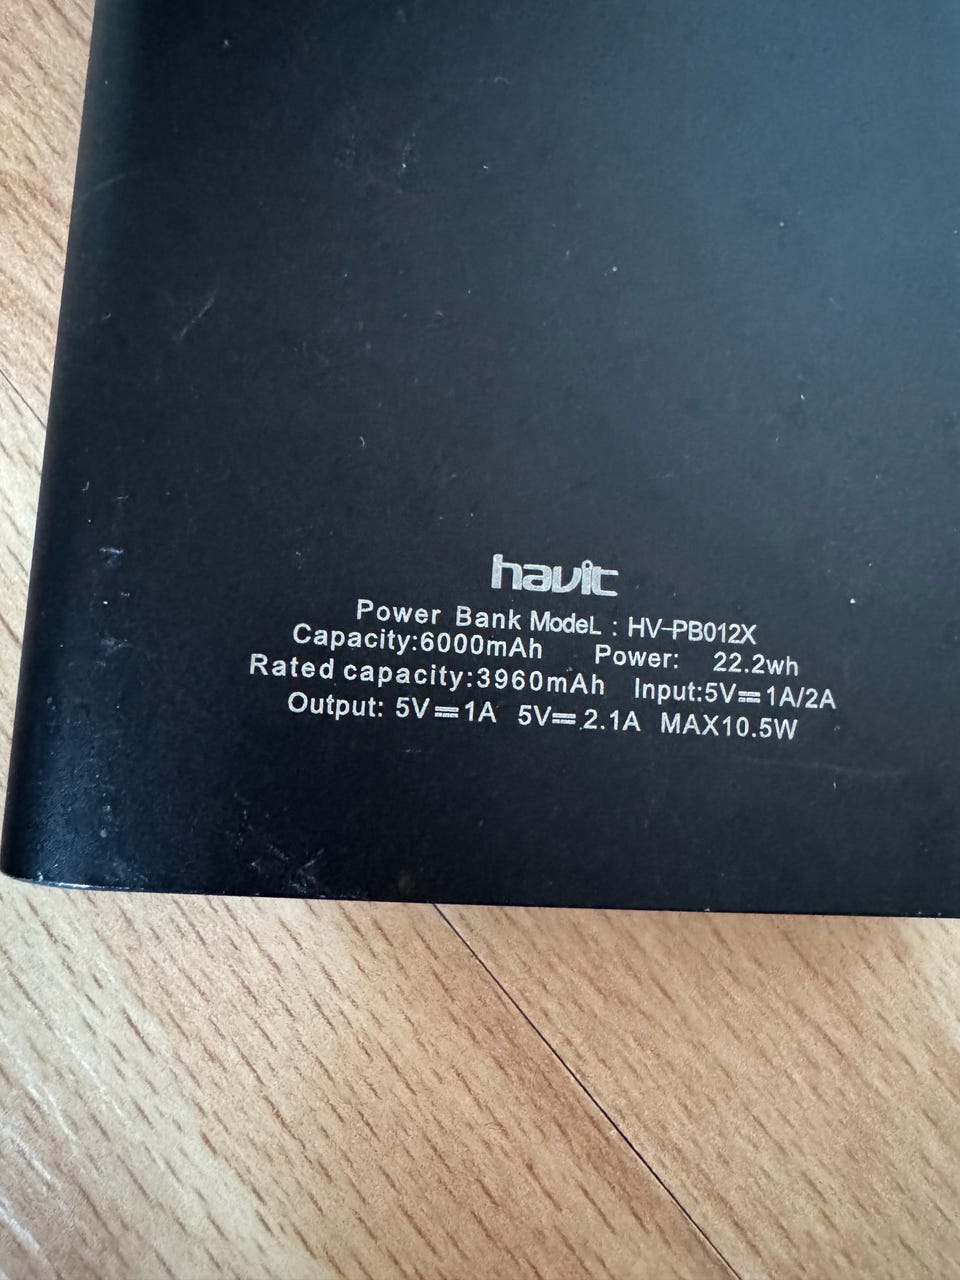 havit
Power Bank ModeL : HV-PB012X
Capacity:6000mAh Power: 22.2wh
Rated capacity:3960mAh Input:5V⎓1A/2A
Output: 5V⎓1A 5V⎓2.1A MAX10.5W